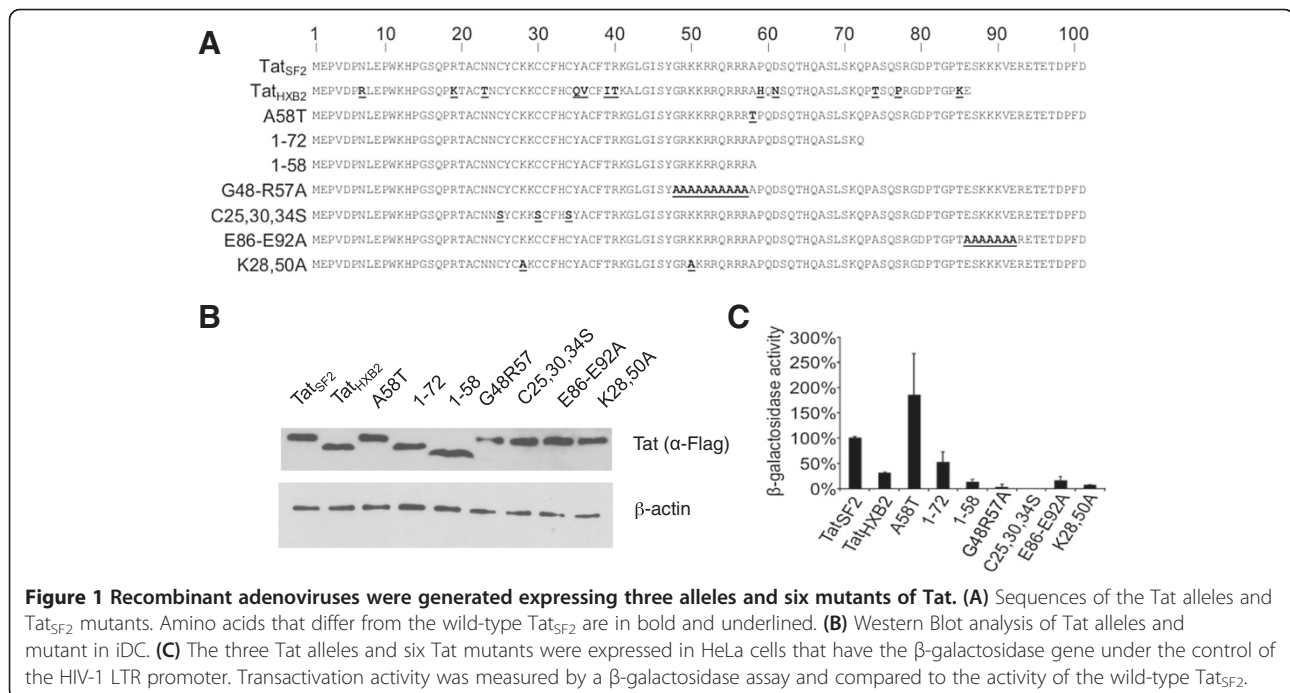 A
1 10 20 30 40 50 60 70 80 90 100
TatSF2 MEPVDPNLEPWKHPGSQPRTACNNCYCKKCCFHCYACFTRKGLGISYGRKKRRQRRRAPQDSQTHQASLSKQPASQSRGDPTGPTESKKKVERETETDPFD
TatHXB2 MEPVDPRLEPWKHPGSQPKTACTNCYCKKCCFHCQVCFITKALGISYGRKKRRQRRRAHQNSQTHQASLSKQPTSQPRGDPTGPKE
A58T MEPVDPNLEPWKHPGSQPRTACNNCYCKKCCFHCYACFTRKGLGISYGRKKRRQRRRTPQDSQTHQASLSKQPASQSRGDPTGPTESKKKVERETETDPFD
1-72 MEPVDPNLEPWKHPGSQPRTACNNCYCKKCCFHCYACFTRKGLGISYGRKKRRQRRRAPQDSQTHQASLSKQ
1-58 MEPVDPNLEPWKHPGSQPRTACNNCYCKKCCFHCYACFTRKGLGISYGRKKRRQRRRA
G48-R57A MEPVDPNLEPWKHPGSQPRTACNNCYCKKCCFHCYACFTRKGLGISYAAAAAAAAAAAPQDSQTHQASLSKQPASQSRGDPTGPTESKKKVERETETDPFD
C25,30,34S MEPVDPNLEPWKHPGSQPRTACNNSYCKKSCFHSYACFTRKGLGISYGRKKRRQRRRAPQDSQTHQASLSKQPASQSRGDPTGPTESKKKVERETETDPFD
E86-E92A MEPVDPNLEPWKHPGSQPRTACNNCYCKKCCFHCYACFTRKGLGISYGRKKRRQRRRAPQDSQTHQASLSKQPASQSRGDPTGPTAAAAAAARETETDPFD
K28,50A MEPVDPNLEPWKHPGSQPRTACNNCYCAKCCFHCYACFTRKGLGISYGRAKRRQRRRAPQDSQTHQASLSKQPASQSRGDPTGPTESKKKVERETETDPFD
B
TatSF2 TatHXB2 A58T 1-72 1-58 G48R57 C25,30,34S E86-E92A K28,50A
Tat (α-Flag)
β-actin
C
β-galactosidase activity
300%
250%
200%
150%
100%
50%
0%
TatSF2 TatHXB2 A58T 1-72 1-58 G48R57A C25,30,34S E86-E92A K28,50A
Figure 1 Recombinant adenoviruses were generated expressing three alleles and six mutants of Tat. (A) Sequences of the Tat alleles and
TatSF2 mutants. Amino acids that differ from the wild-type TatSF2 are in bold and underlined. (B) Western Blot analysis of Tat alleles and
mutant in iDC. (C) The three Tat alleles and six Tat mutants were expressed in HeLa cells that have the β-galactosidase gene under the control of
the HIV-1 LTR promoter. Transactivation activity was measured by a β-galactosidase assay and compared to the activity of the wild-type TatSF2.